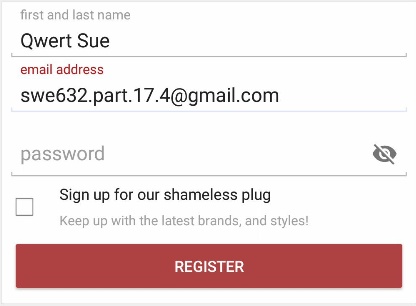 first and last name
Qwert Sue
email address
swe632.part.17.4@gmail.com
password
Sign up for our shameless plug
Keep up with the latest brands, and styles!
REGISTER